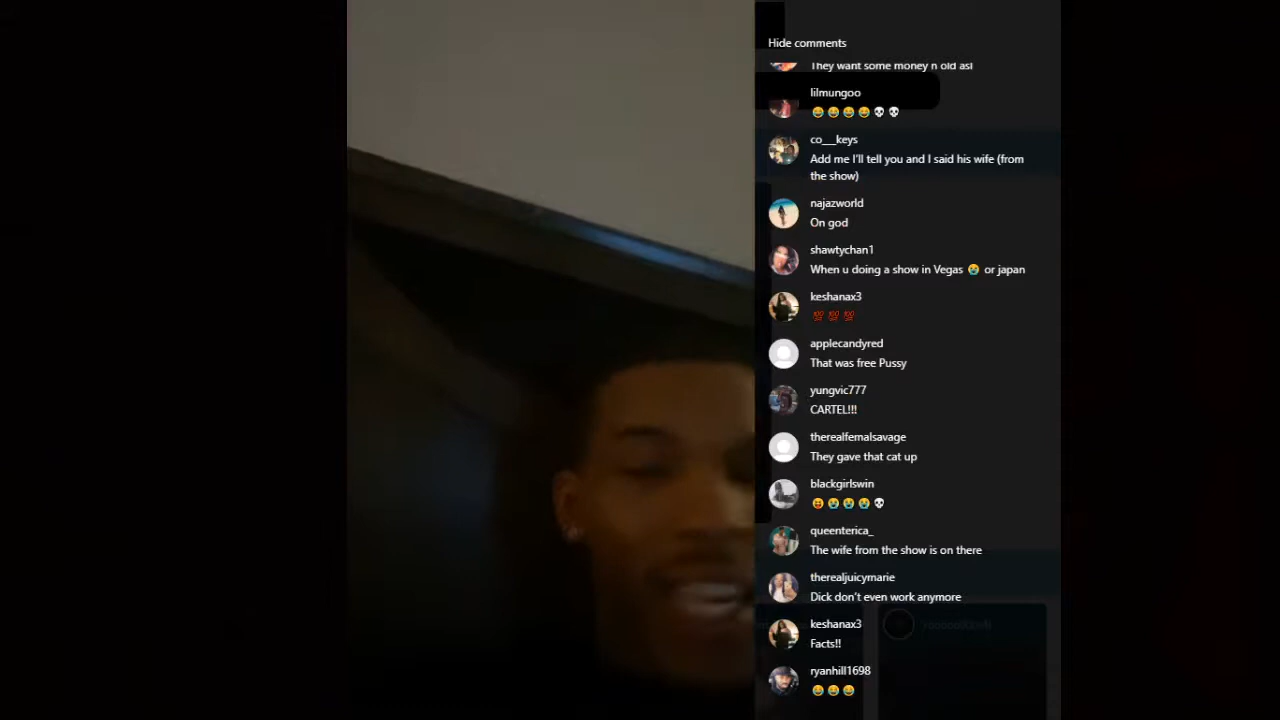 Hide comments
They want some money n old asl
lilmungoo
😂😂😂😂💀💀
co___keys
Add me I'll tell you and I said his wife (from
the show)
najazworld
On god
shawtychan1
When u doing a show in Vegas 😭 or japan
keshanax3
💯💯💯
applecandyred
That was free Pussy
yungvic777
CARTEL!!!
therealfemalsavage
They gave that cat up
blackgirlswin
😝😭😭😭💀
queenterica_
The wife from the show is on there
therealjuicymarie
Dick don't even work anymore
keshanax3
Facts!!
ryanhill1698
😂😂😂